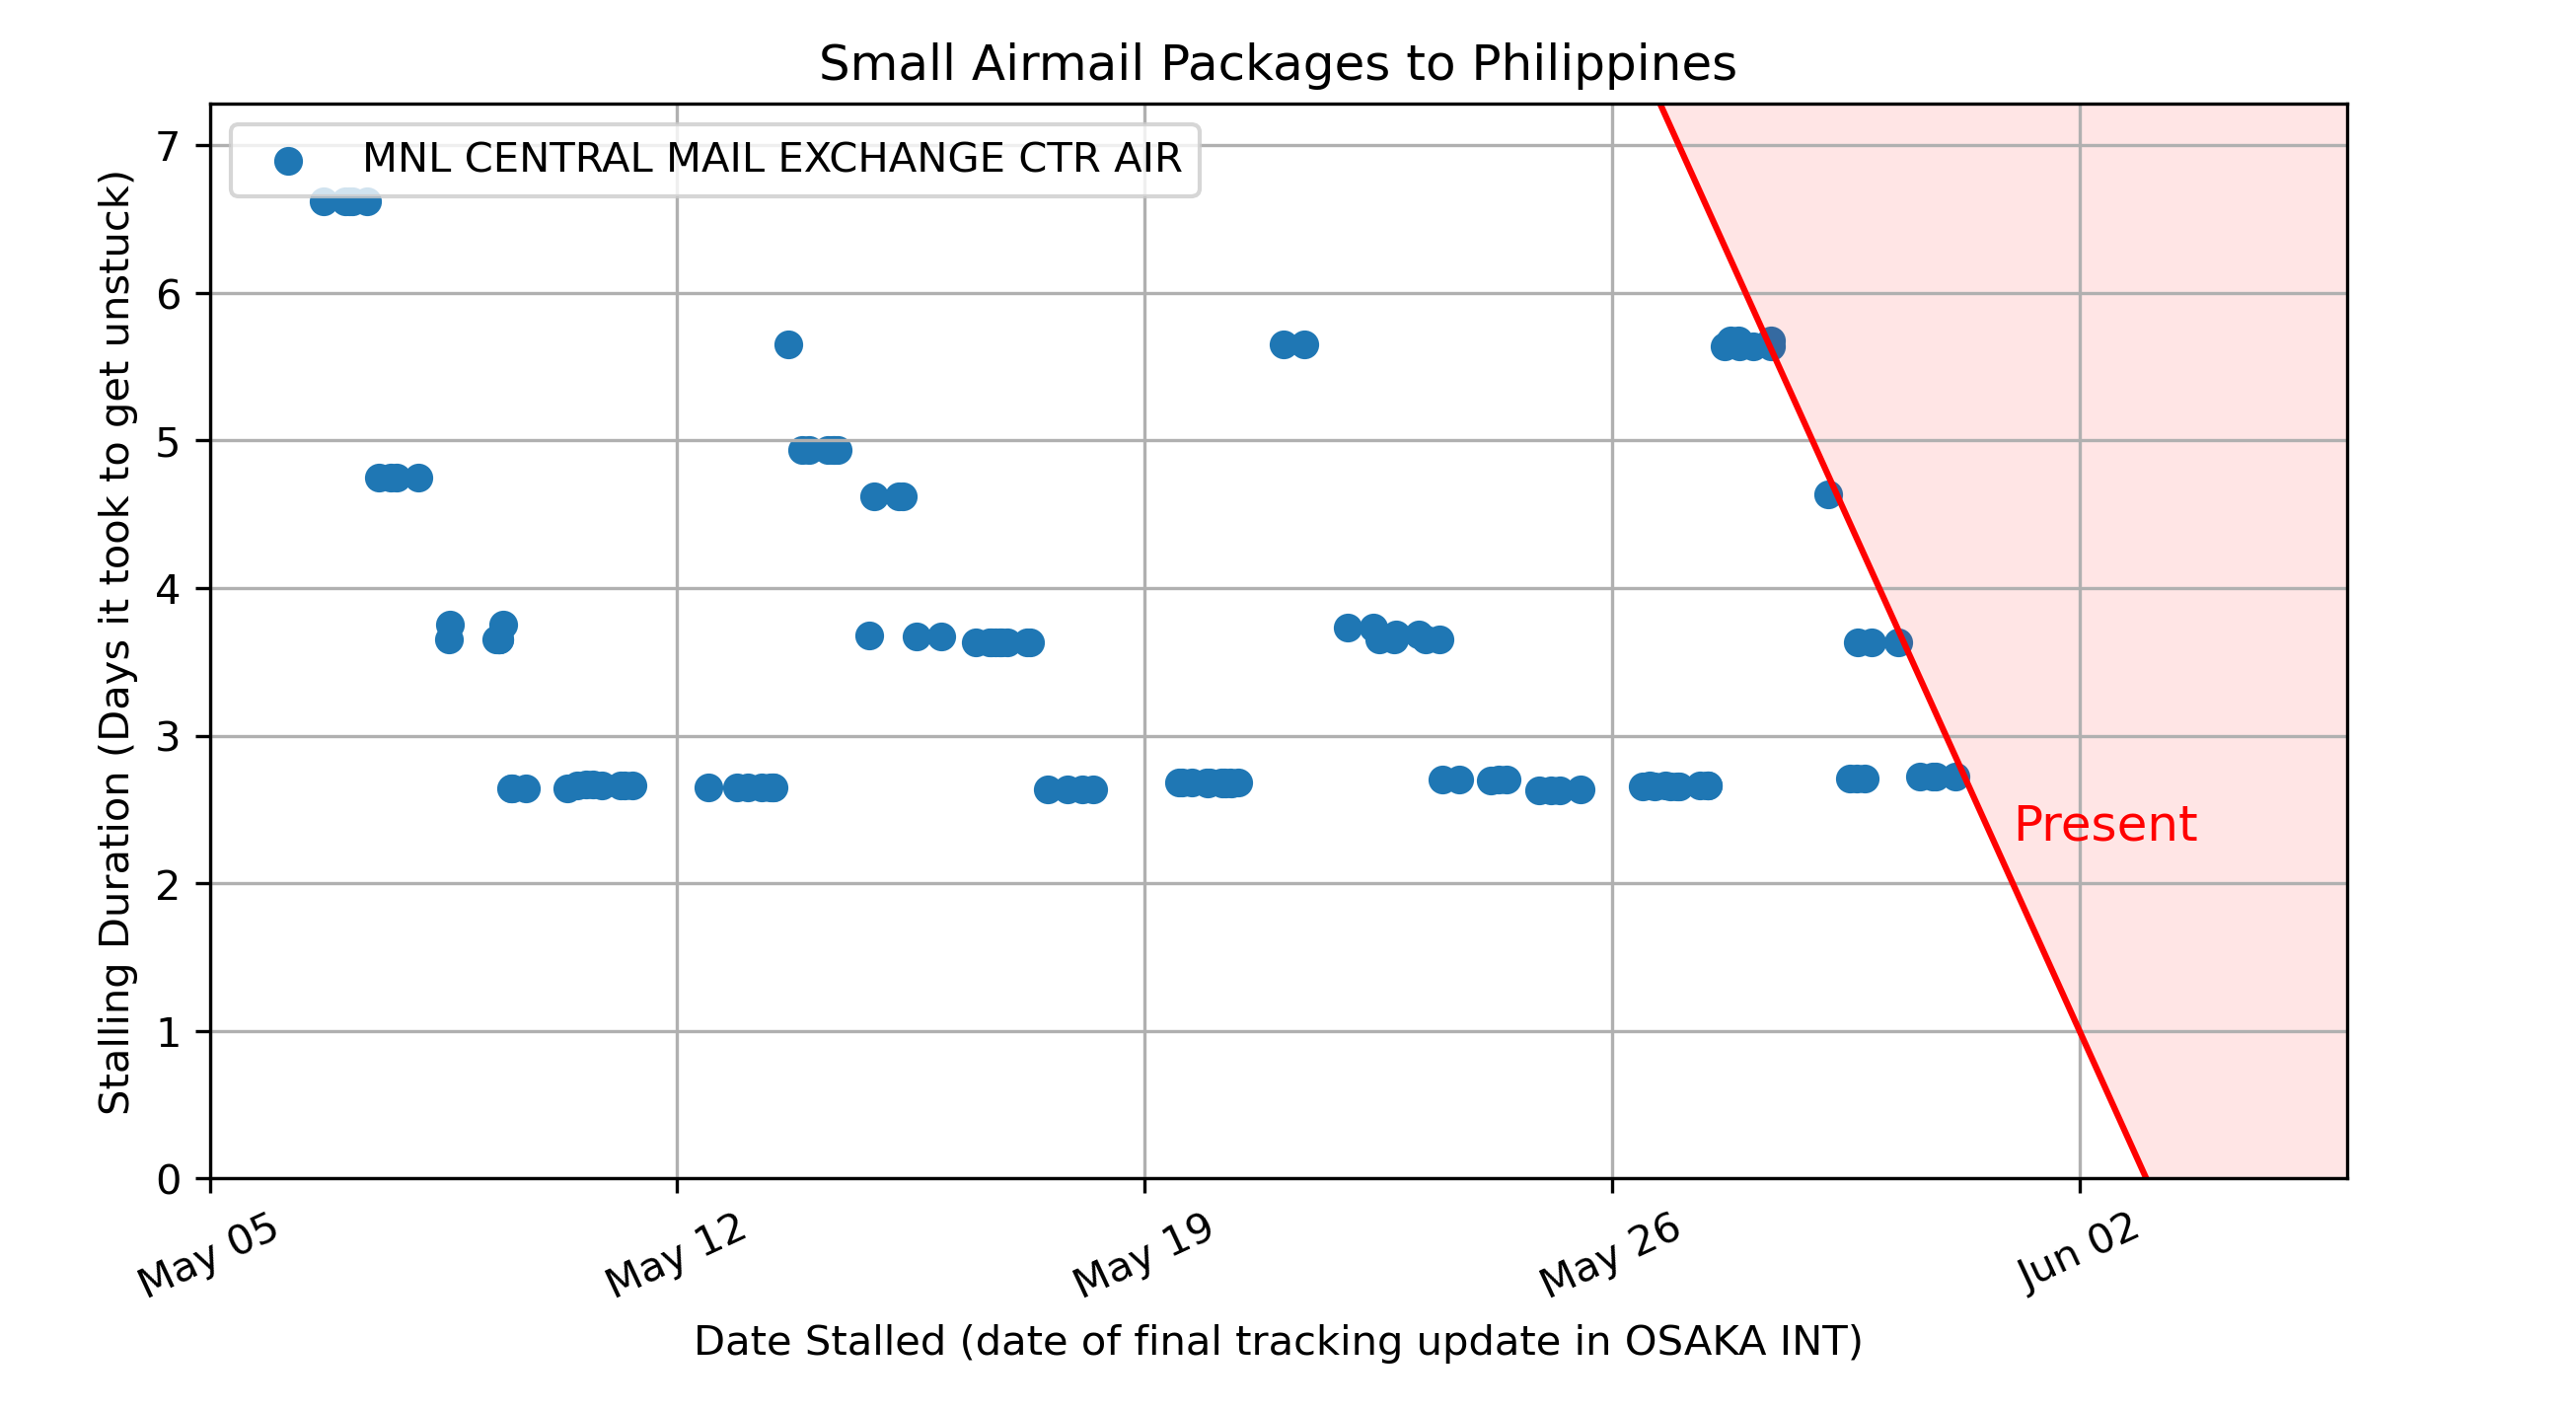 Small Airmail Packages to Philippines
MNL CENTRAL MAIL EXCHANGE CTR AIR
Stalling Duration (Days it took to get unstuck)
7
6
5
4
3
2
1
0
Present
May 05
May 12
May 19
May 26
Jun 02
Date Stalled (date of final tracking update in OSAKA INT)